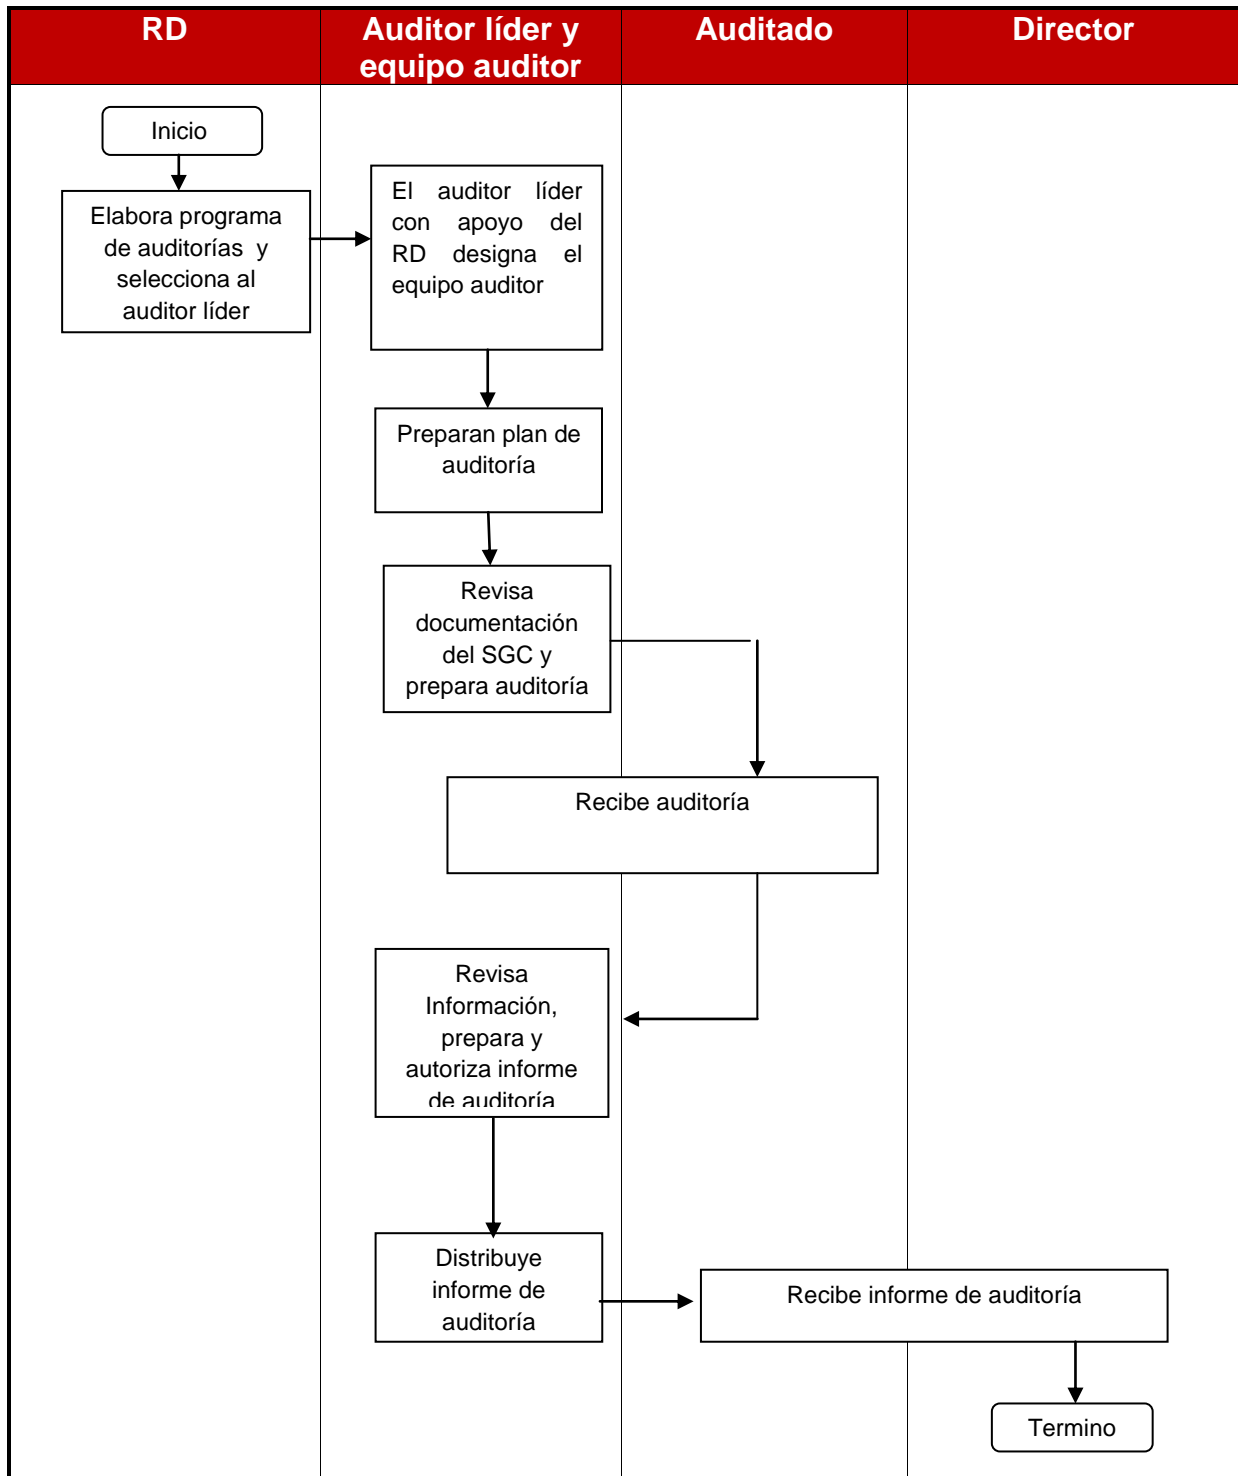 RD
Auditor líder y
equipo auditor
Auditado
Director
Inicio
Elabora programa
de auditorías y
selecciona al
auditor líder
El auditor líder
con apoyo del
RD designa el
equipo auditor
Preparan plan de
auditoría
Revisa
documentación
del SGC y
prepara auditoría
Recibe auditoría
Revisa
Información,
prepara y
autoriza informe
de auditoría
Distribuye
informe de
auditoría
Recibe informe de auditoría
Termino